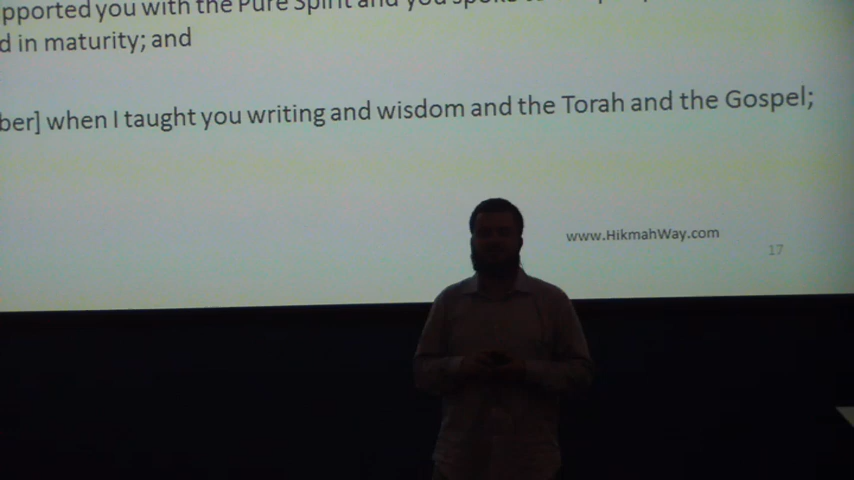 pported you with the Pure Spirit and you
d in maturity; and
ber] when I taught you writing and wisdom and the Torah and the Gospel;
www.HikmahWay.com
17